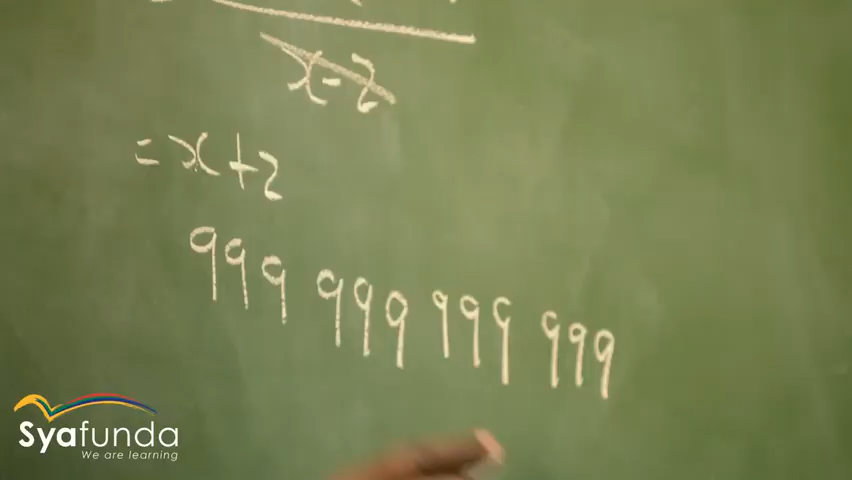 x-2
= x+2
999 999 999 999
Syafunda
We are learning